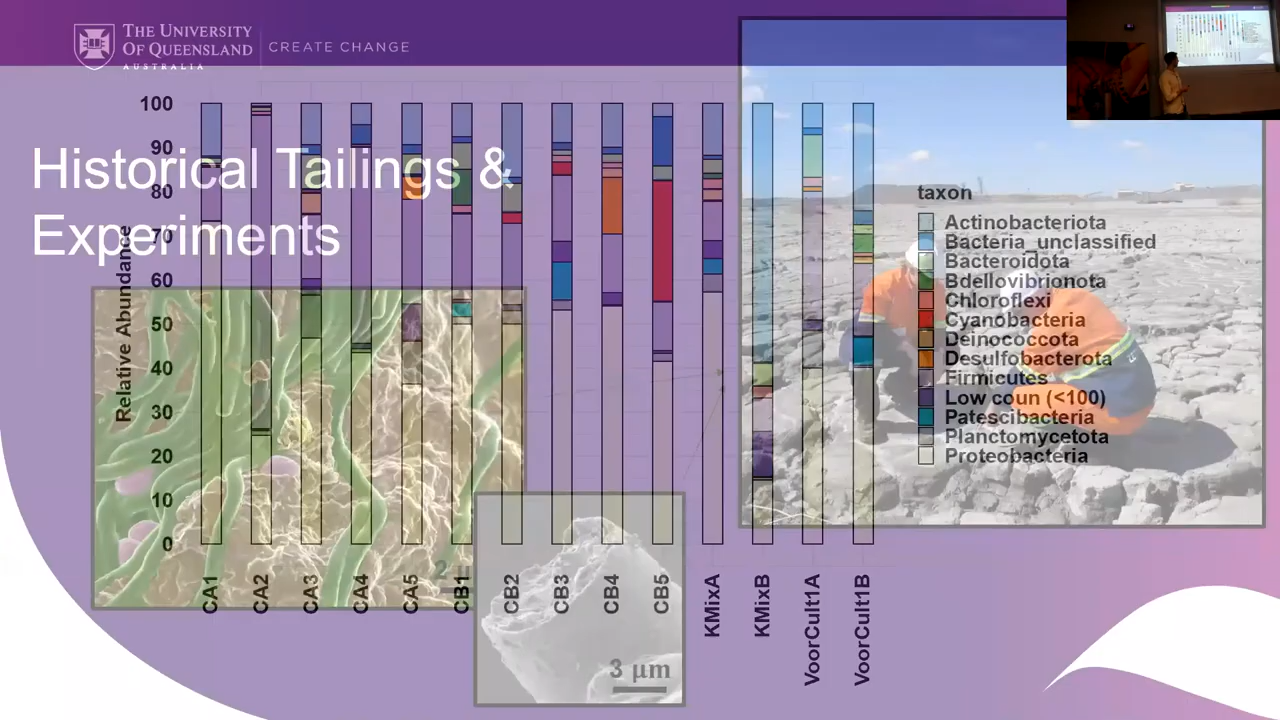 THE UNIVERSITY
OF QUEENSLAND
AUSTRALIA
CREATE CHANGE
Historical Tailings &
Experiments
Relative Abundance
100
90
80
70
60
50
40
30
20
10
0
CA1
CA2
CA3
CA4
CA5
CB1
CB2
CB3
CB4
CB5
KMixA
KMixB
VoorCult1A
VoorCult1B
taxon
Actinobacteriota
Bacteria_unclassified
Bacteroidota
Bdellovibrionota
Chloroflexi
Cyanobacteria
Deinococcota
Desulfobacterota
Firmicutes
Low coun (<100)
Patescibacteria
Planctomycetota
Proteobacteria
3 µm